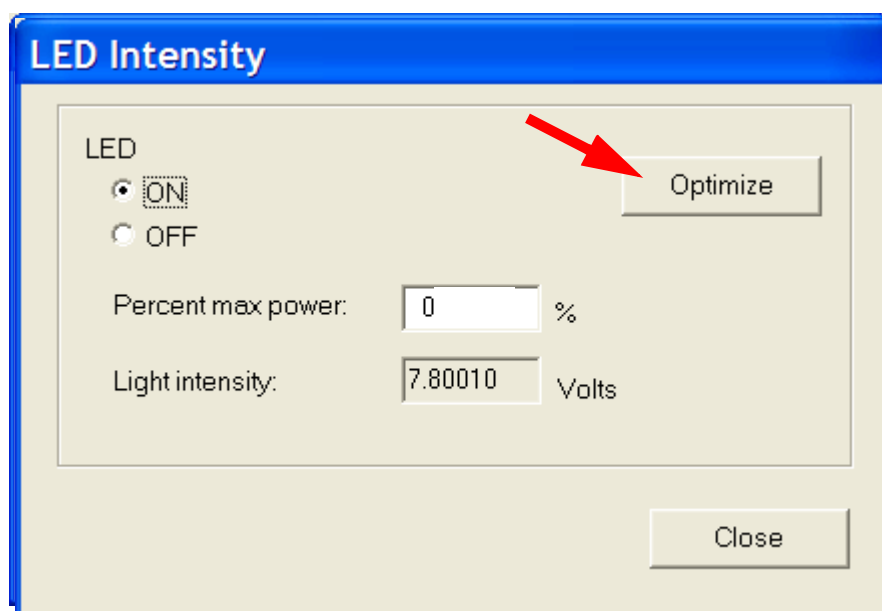 LED Intensity
LED
ON
OFF
Optimize
Percent max power: 0 %
Light intensity: 7.80010 Volts
Close